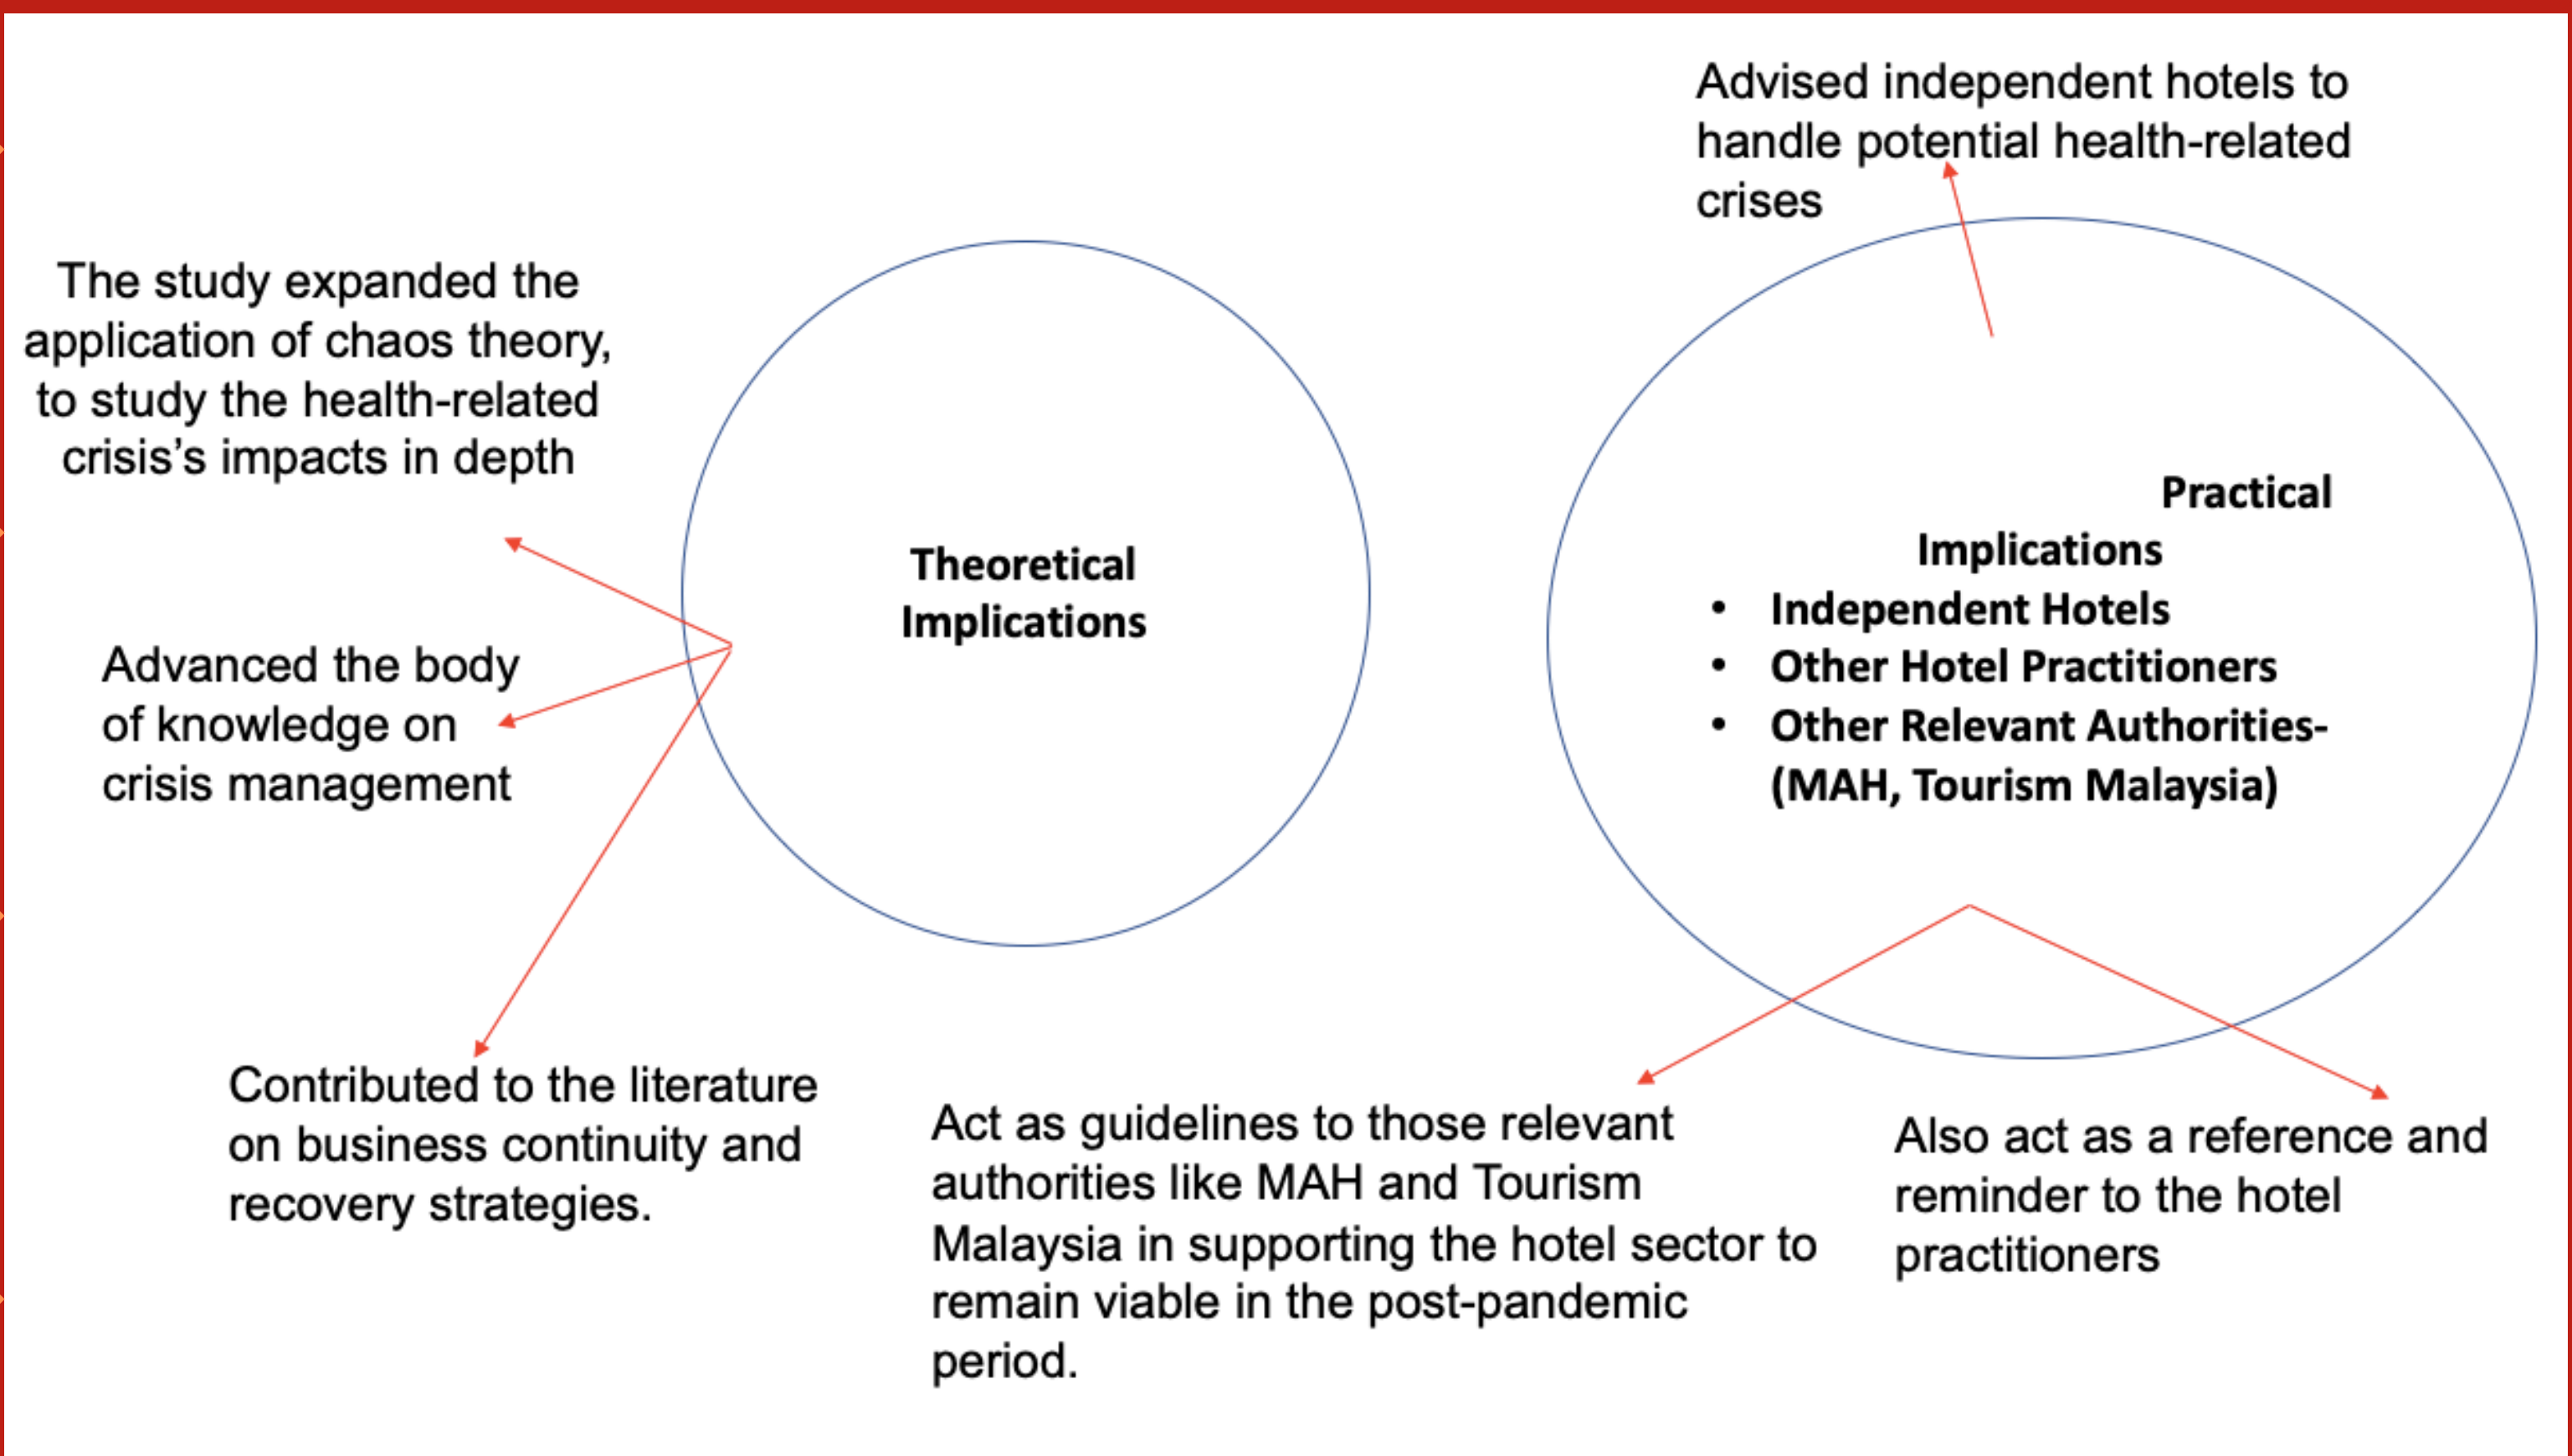 The study expanded the
application of chaos theory,
to study the health-related
crisis’s impacts in depth
Advanced the body
of knowledge on
crisis management
Contributed to the literature
on business continuity and
recovery strategies.
Theoretical
Implications
Advised independent hotels to
handle potential health-related
crises
Practical
Implications
• Independent Hotels
• Other Hotel Practitioners
• Other Relevant Authorities-
(MAH, Tourism Malaysia)
Act as guidelines to those relevant
authorities like MAH and Tourism
Malaysia in supporting the hotel sector to
remain viable in the post-pandemic
period.
Also act as a reference and
reminder to the hotel
practitioners